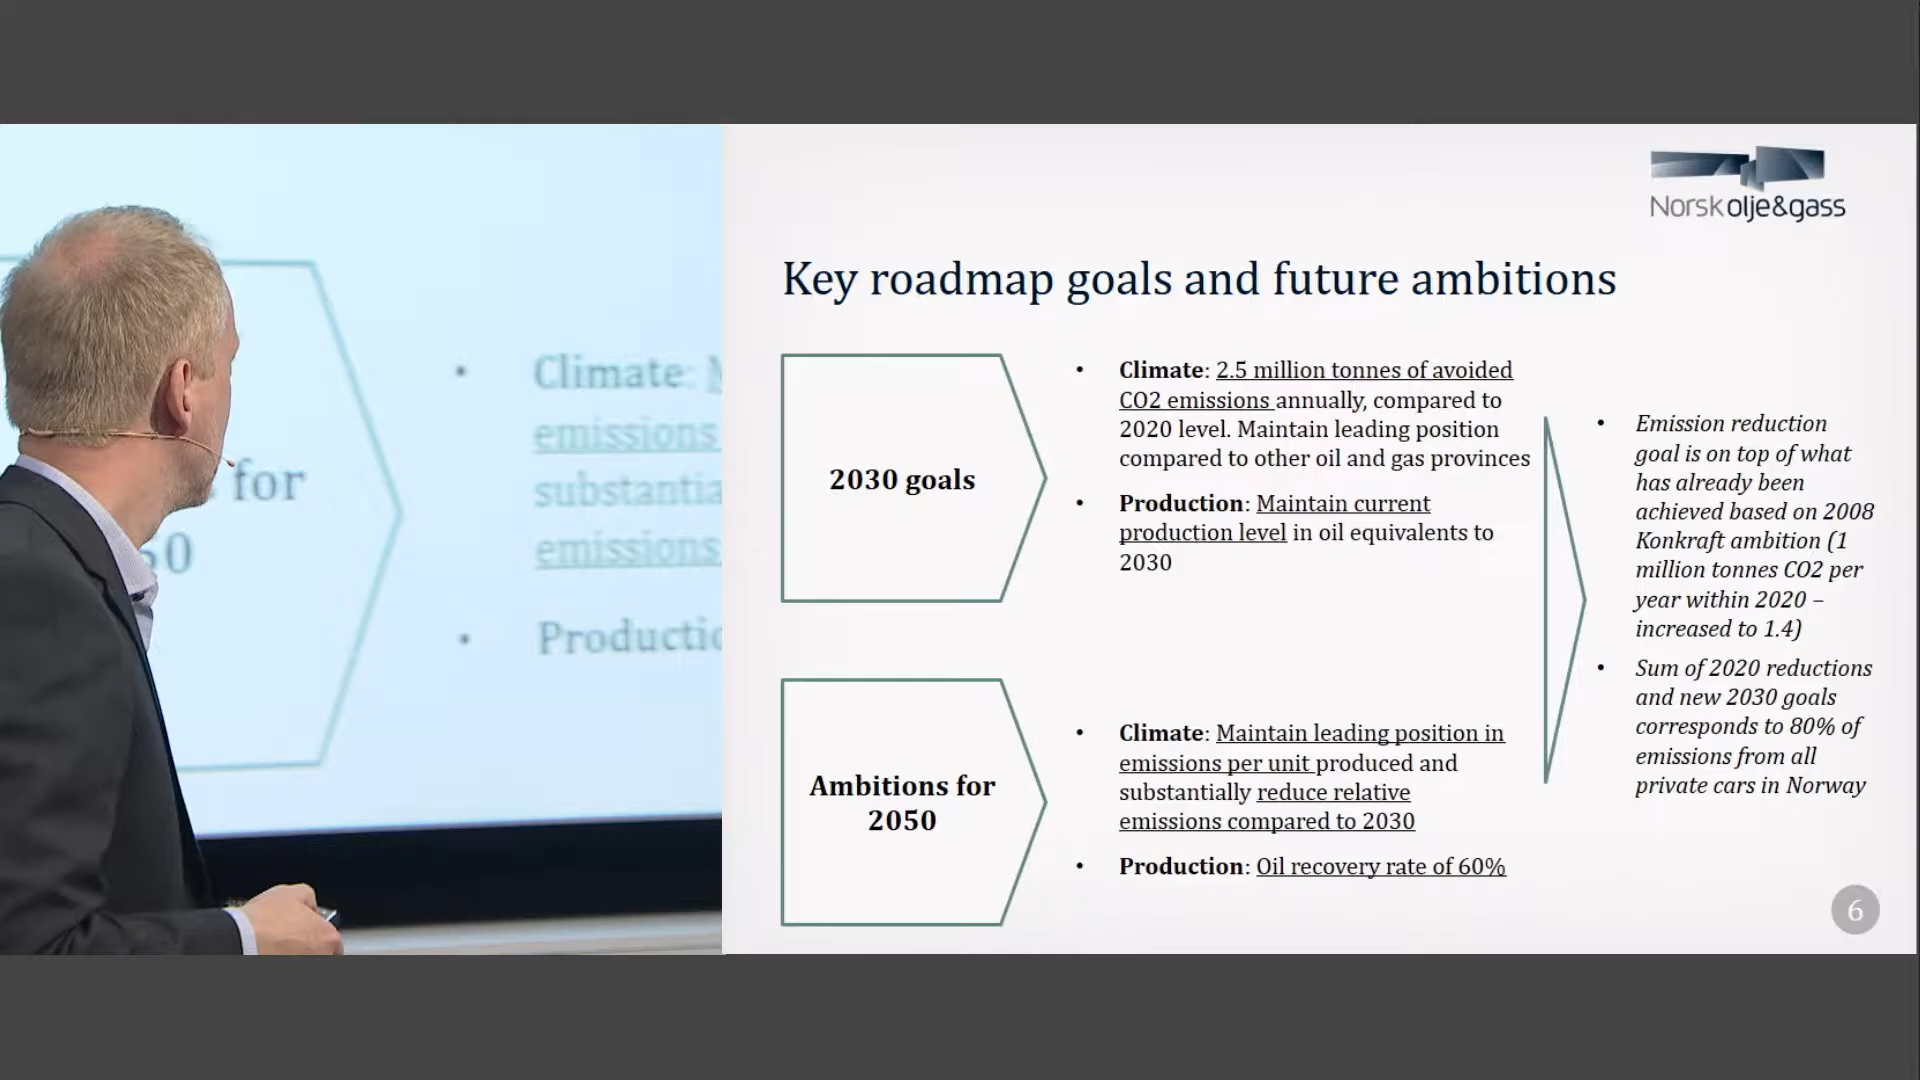 for
Climate:
emissions
emissions
Norsk olje&gass
Key roadmap goals and future ambitions
2030 goals
• Climate: 2.5 million tonnes of avoided
CO2 emissions annually, compared to
2020 level. Maintain leading position
compared to other oil and gas provinces
• Production: Maintain current
production level in oil equivalents to
2030
Ambitions for
2050
• Climate: Maintain leading position in
emissions per unit produced and
substantially reduce relative
emissions compared to 2030
• Production: Oil recovery rate of 60%
• Emission reduction
goal is on top of what
has already been
achieved based on 2008
Konkraft ambition (1
million tonnes CO2 per
year within 2020 –
increased to 1.4)
• Sum of 2020 reductions
and new 2030 goals
corresponds to 80% of
emissions from all
private cars in Norway
6